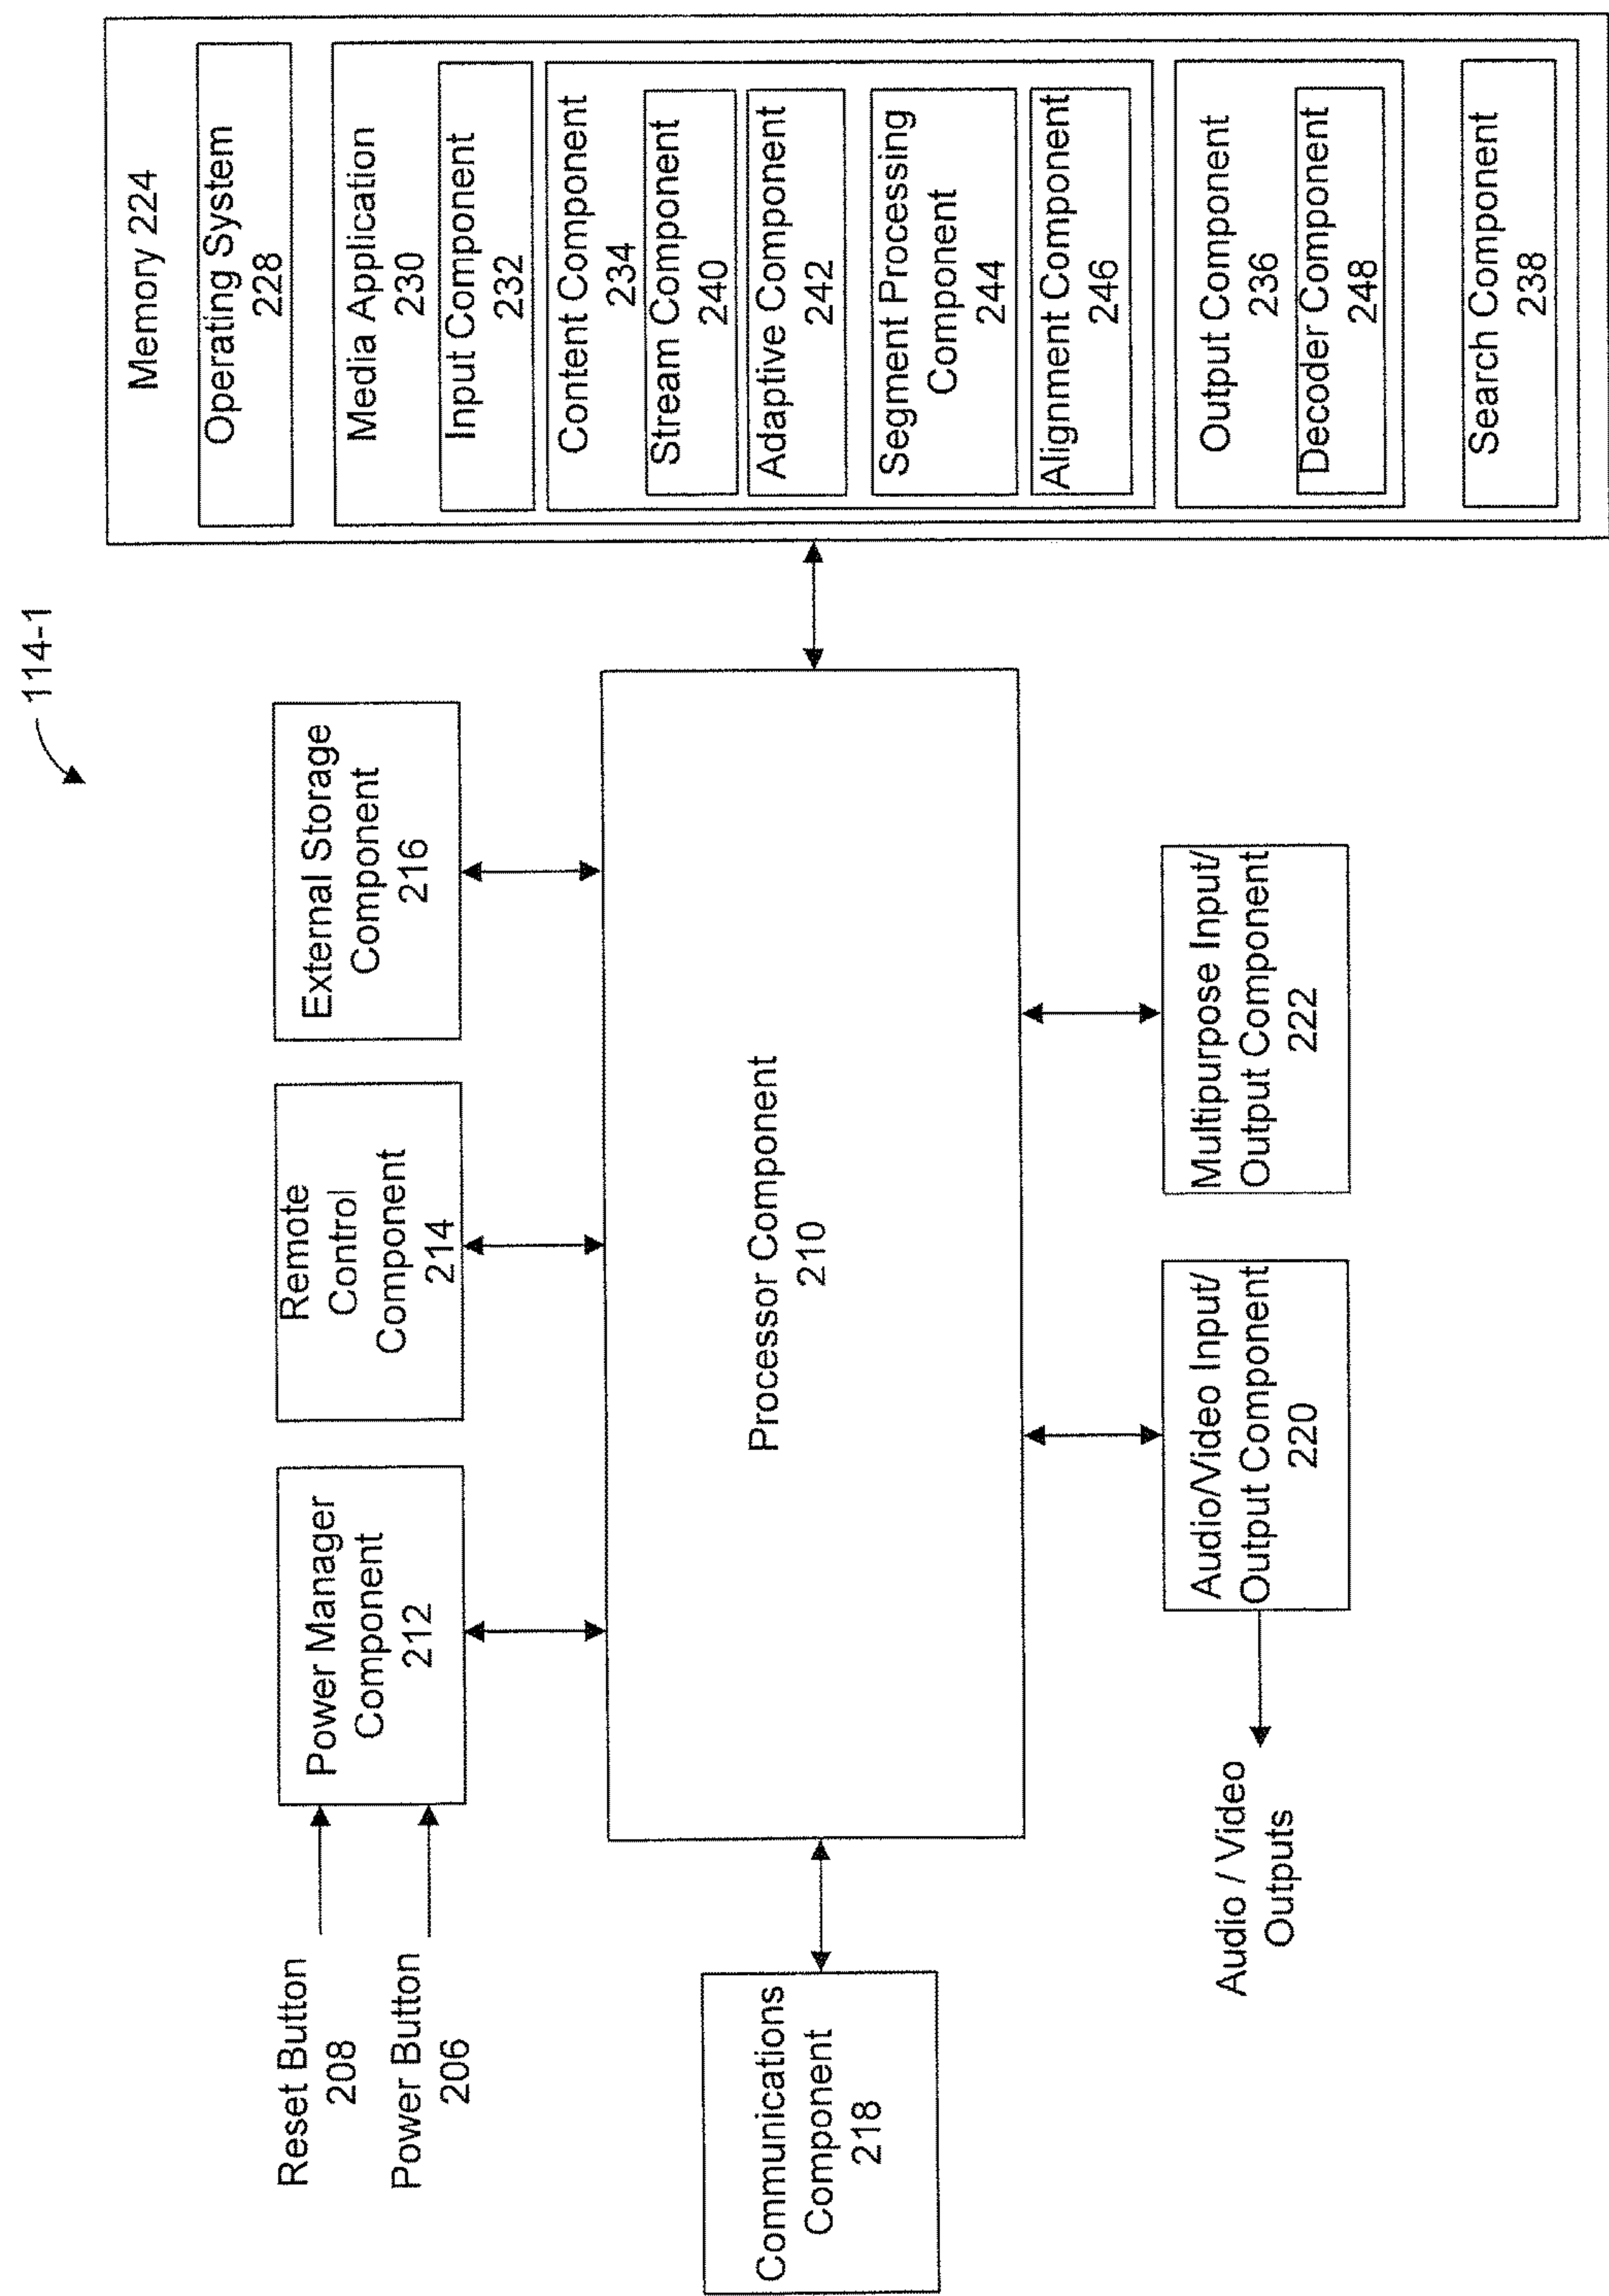 114-1
Reset Button
208
Power Button
206
Power Manager
Component
212
Remote
Control
Component
214
External Storage
Component
216
Communications
Component
218
Processor Component
210
Audio / Video
Outputs
Audio/Video Input/
Output Component
220
Multipurpose Input/
Output Component
222
Memory 224
Operating System
228
Media Application
230
Input Component
232
Content Component
234
Stream Component
240
Adaptive Component
242
Segment Processing
Component
244
Alignment Component
246
Output Component
236
Decoder Component
248
Search Component
238